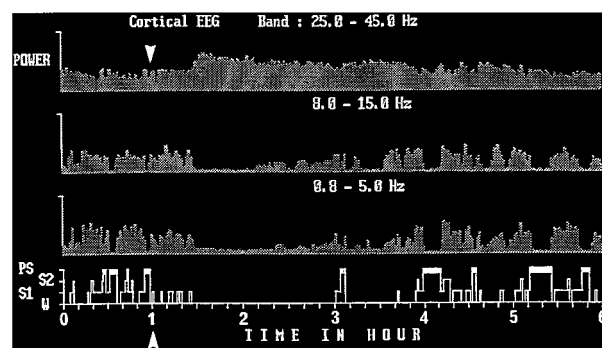 Cortical EEG Band : 25.0 - 45.0 Hz
POWER
8.0 - 15.0 Hz
0.8 - 5.0 Hz
PS
S2
S1
W
0 1 2 3 4 5 6
TIME IN HOUR